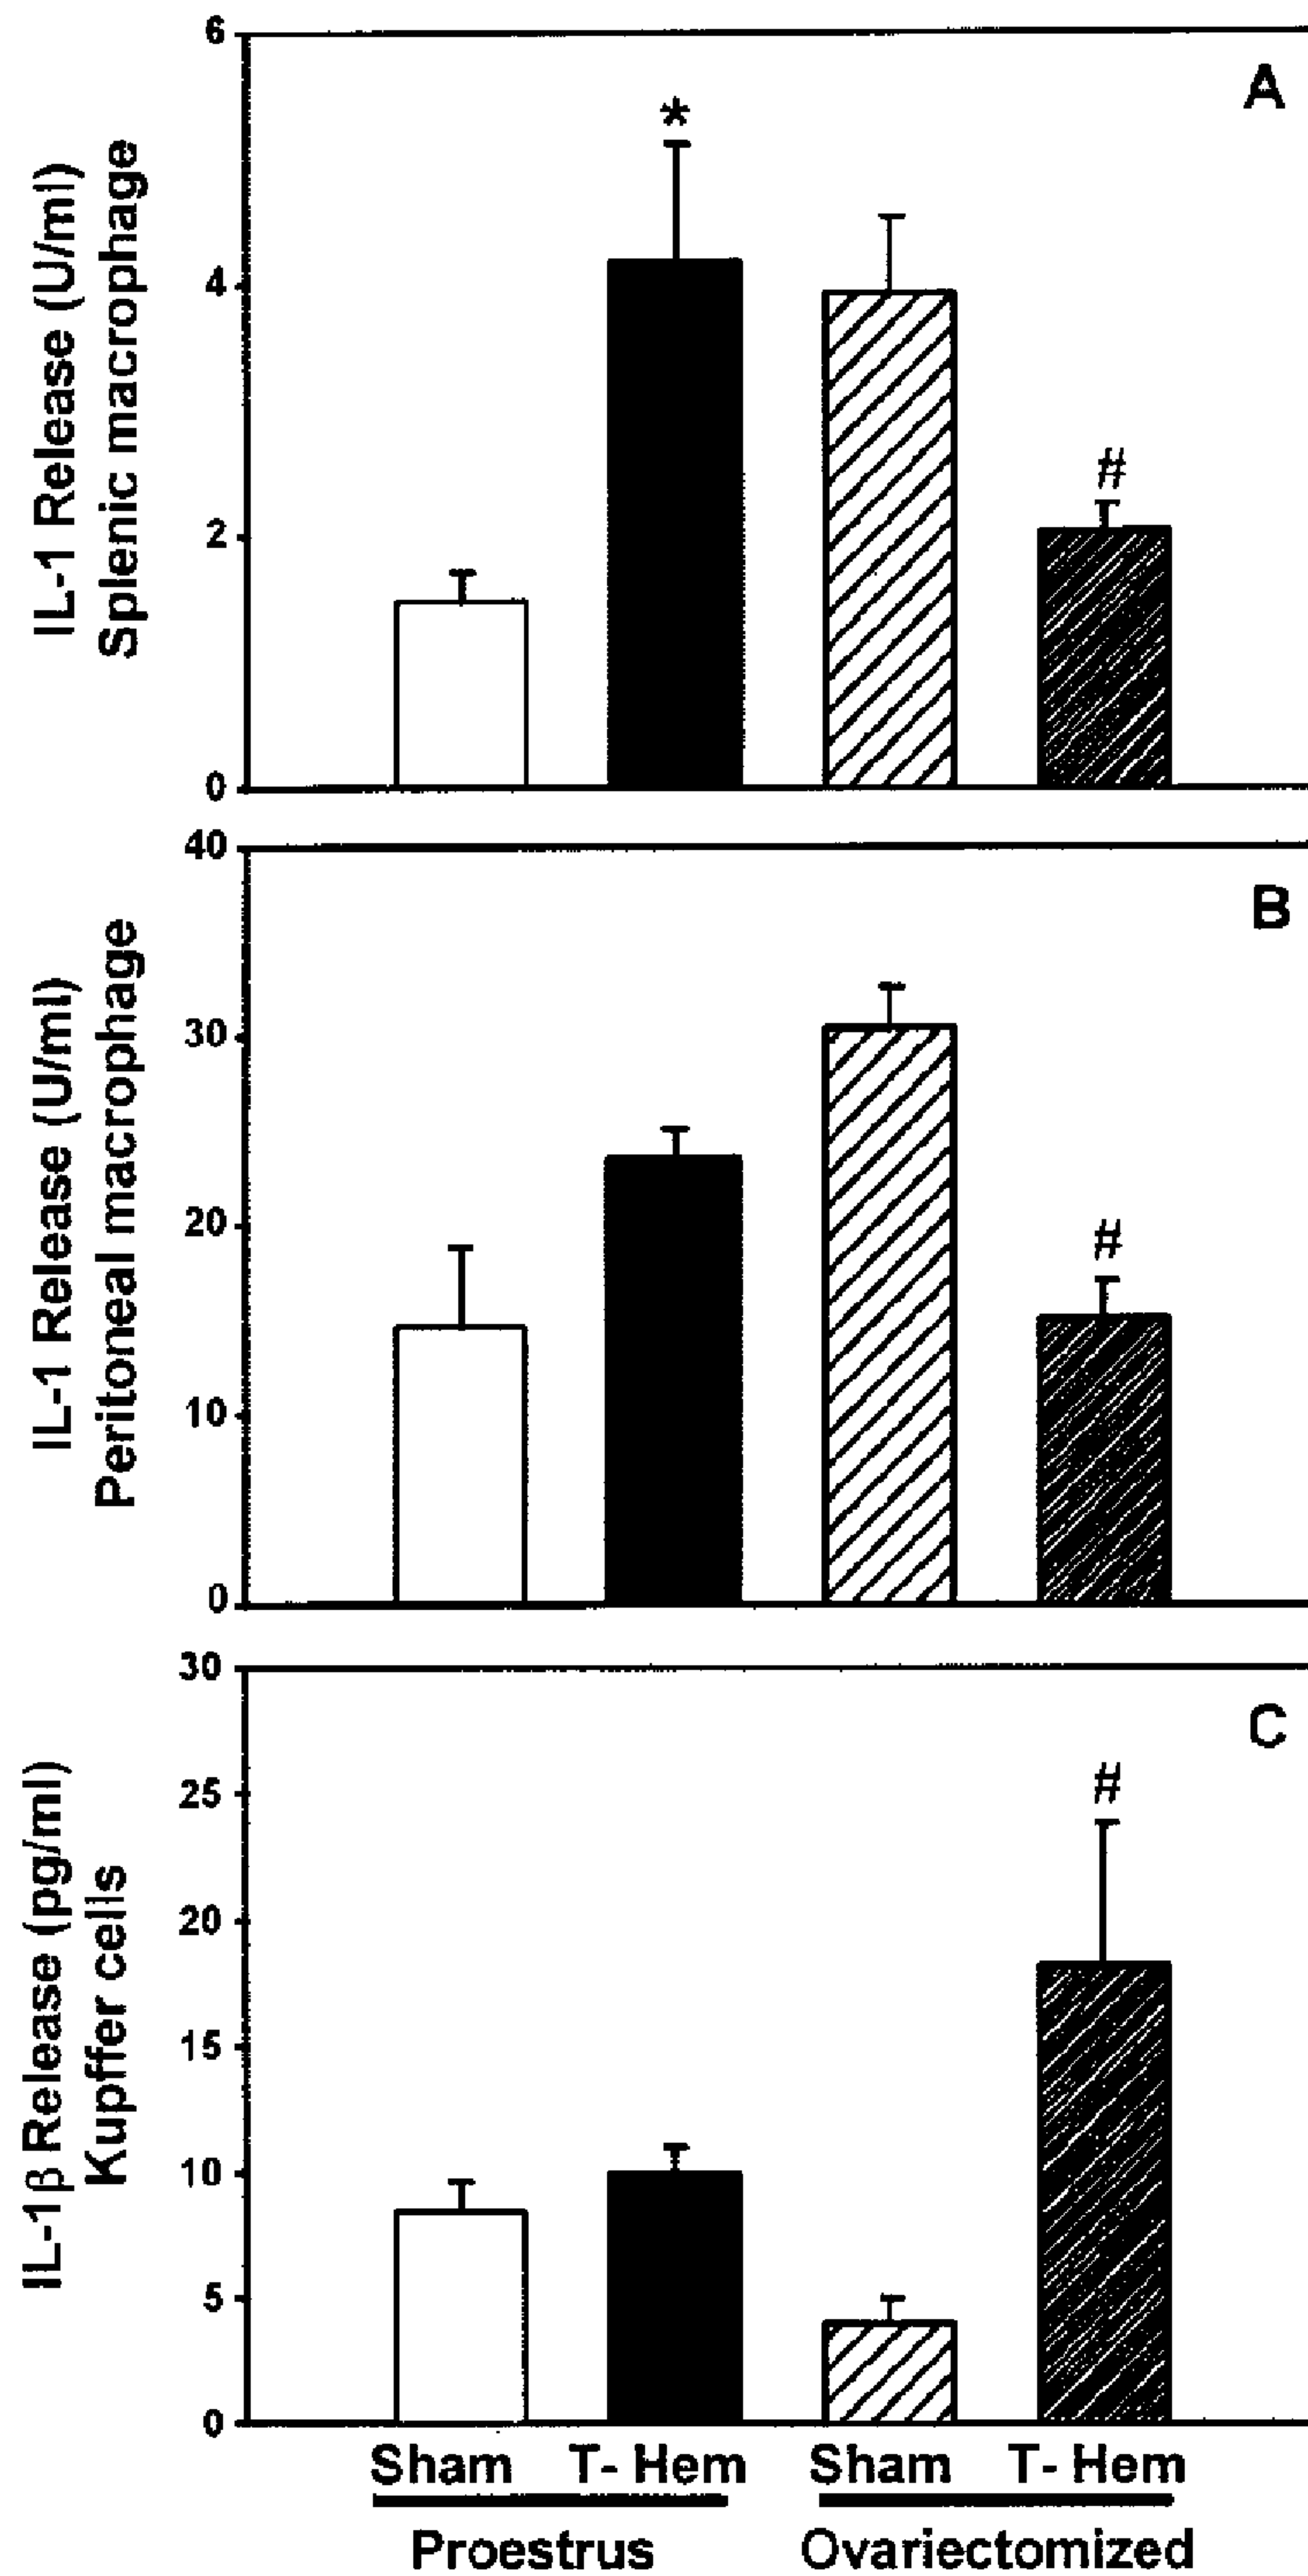 IL-1 Release (U/ml)
Splenic macrophage
6
4
2
0
A
*
#
IL-1 Release (U/ml)
Peritoneal macrophage
40
30
20
10
0
B
#
IL-1β Release (pg/ml)
Kupffer cells
30
25
20
15
10
5
0
C
#
Sham T- Hem Sham T- Hem
Proestrus Ovariectomized